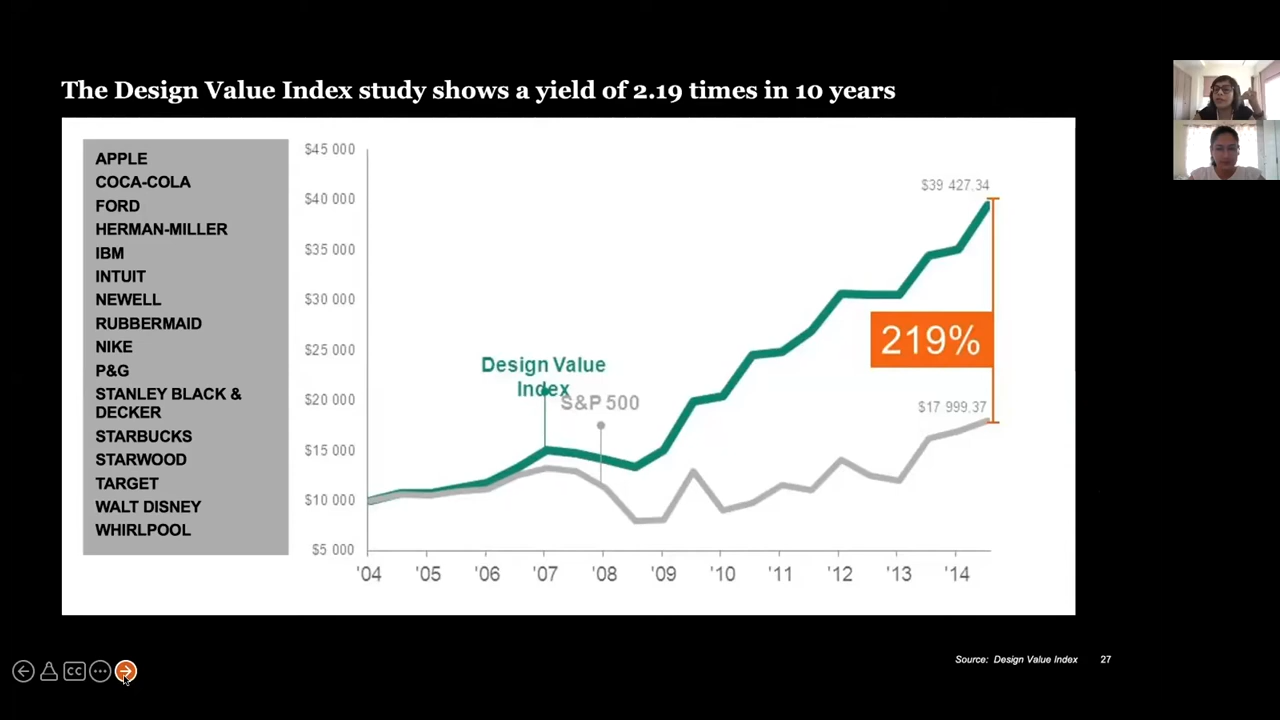 The Design Value Index study shows a yield of 2.19 times in 10 years
APPLE
COCA-COLA
FORD
HERMAN-MILLER
IBM
INTUIT
NEWELL
RUBBERMAID
NIKE
P&G
STANLEY BLACK &
DECKER
STARBUCKS
STARWOOD
TARGET
WALT DISNEY
WHIRLPOOL
$45 000
$40 000
$35 000
$30 000
$25 000
$20 000
$15 000
$10 000
$5 000
Design Value
Index
S&P 500
$39 427.34
219%
$17 999.37
'04 '05 '06 '07 '08 '09 '10 '11 '12 '13 '14
CC
Source: Design Value Index 27